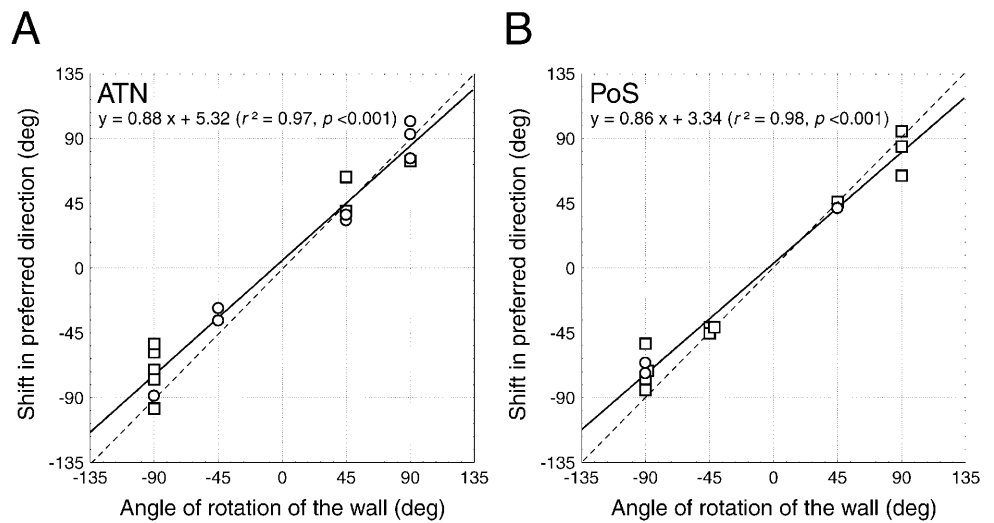 A
B
ATN
y = 0.88 x + 5.32 (r² = 0.97, p <0.001)
135
90
45
0
-45
-90
-135
-135 -90 -45 0 45 90 135
Shift in preferred direction (deg)
Angle of rotation of the wall (deg)
PoS
y = 0.86 x + 3.34 (r² = 0.98, p <0.001)
135
90
45
0
-45
-90
-135
-135 -90 -45 0 45 90 135
Shift in preferred direction (deg)
Angle of rotation of the wall (deg)